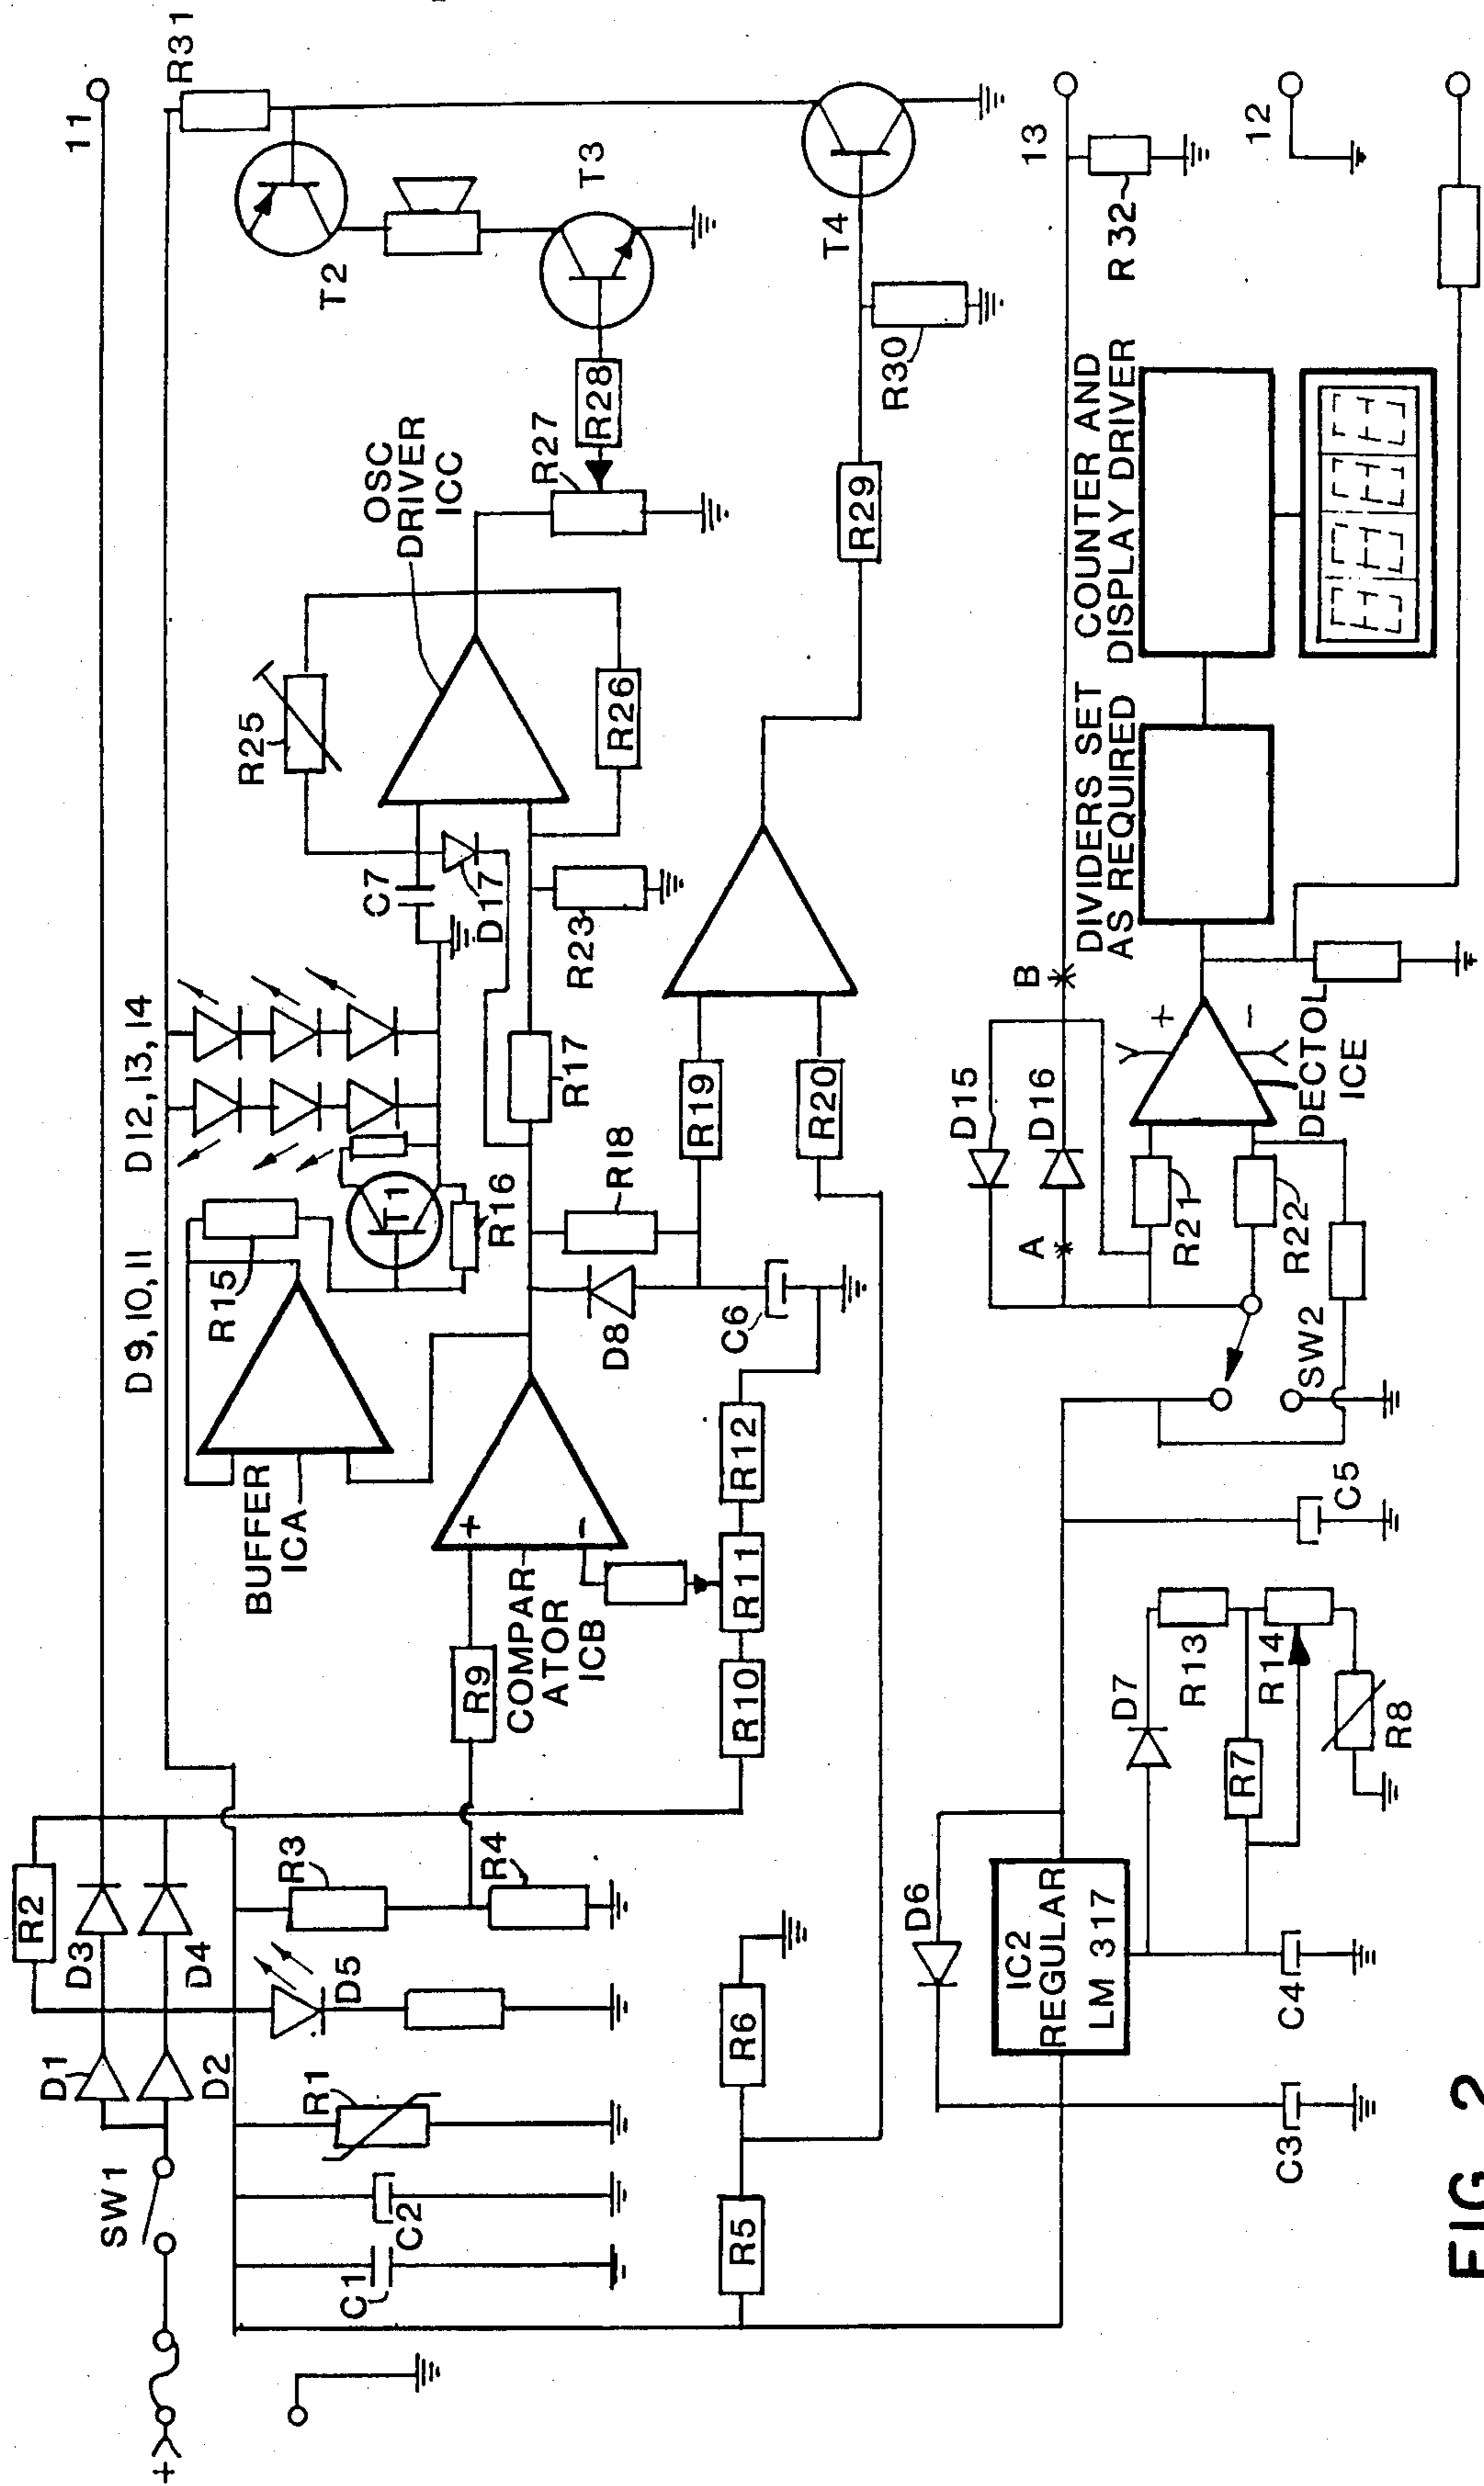 11
R31
T2
T3
T4
R28
R27
OSC
DRIVER
ICC
R25
R26
C7
D17
R23
R29
R30
D9,10,11 D12,13,14
R15
T1
R16
R17
R18
R19
R20
D8
C6
BUFFER
ICA
+
-
COMPAR
ATOR
ICB
R9
R10
R11
R12
R2
D3
D4
D1
D2
SW1
+
R3
R4
D5
R1
C2
C1
R5
R6
13
R32
12
DIVIDERS SET
AS REQUIRED
COUNTER AND
DISPLAY DRIVER
B
A
D15
D16
+
-
DECTOL
ICE
R21
R22
SW2
C5
D6
IC2
REGULAR
LM 317
D7
R13
R7
R14
R8
C4
C3
FIG 2